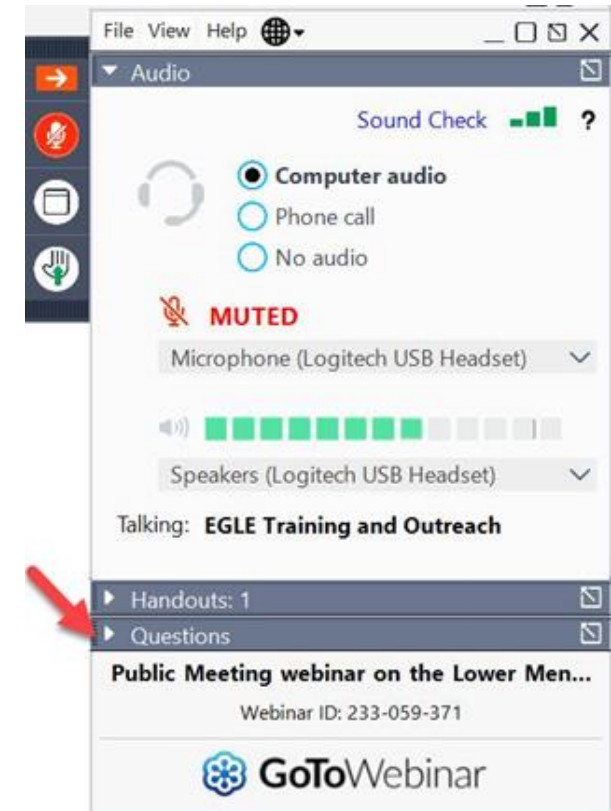 File View Help
Audio
Sound Check ?
Computer audio
Phone call
No audio
MUTED
Microphone (Logitech USB Headset)
Speakers (Logitech USB Headset)
Talking: EGLE Training and Outreach
Handouts: 1
Questions
Public Meeting webinar on the Lower Men...
Webinar ID: 233-059-371
GoToWebinar